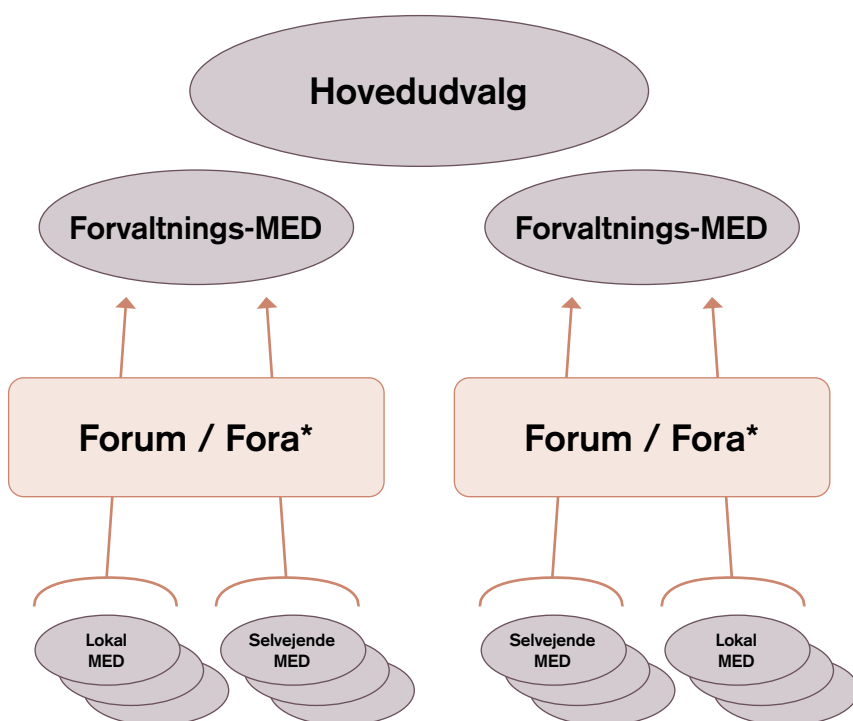 Hovedudvalg
Forvaltnings-MED
Forvaltnings-MED
Forum / Fora*
Forum / Fora*
Lokal
MED
Selvejende
MED
Selvejende
MED
Lokal
MED